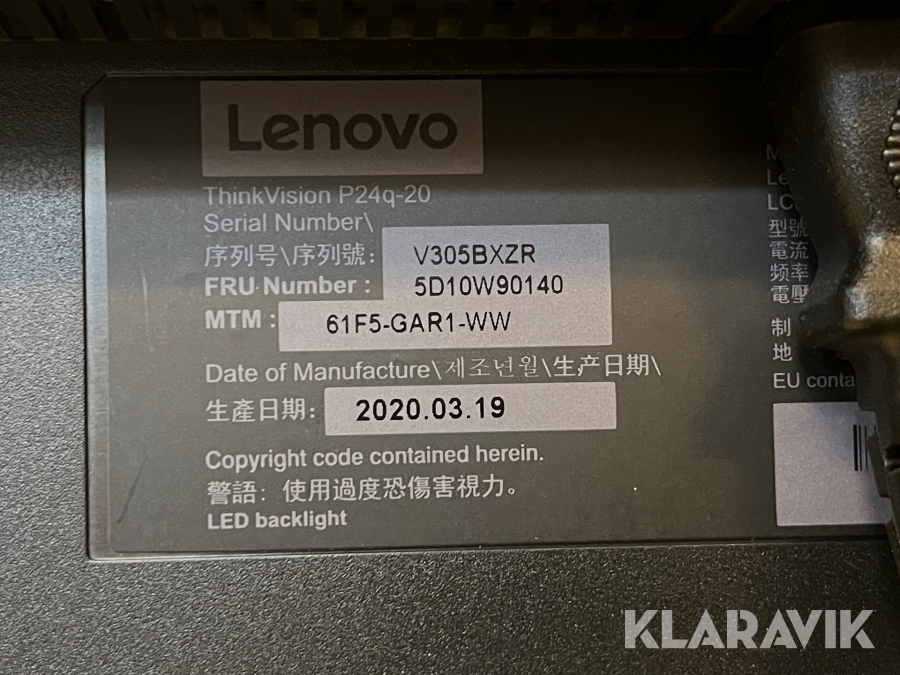 Lenovo
ThinkVision P24q-20
Serial Number\
序列号\序列號: V305BXZR
FRU Number : 5D10W90140
MTM : 61F5-GAR1-WW
Date of Manufacture\제조년월\生产日期\
生產日期: 2020.03.19
Copyright code contained herein.
警語: 使用過度恐傷害視力。
LED backlight
型號
電流
频率
電壓
制
地
EU
KLARAVIK